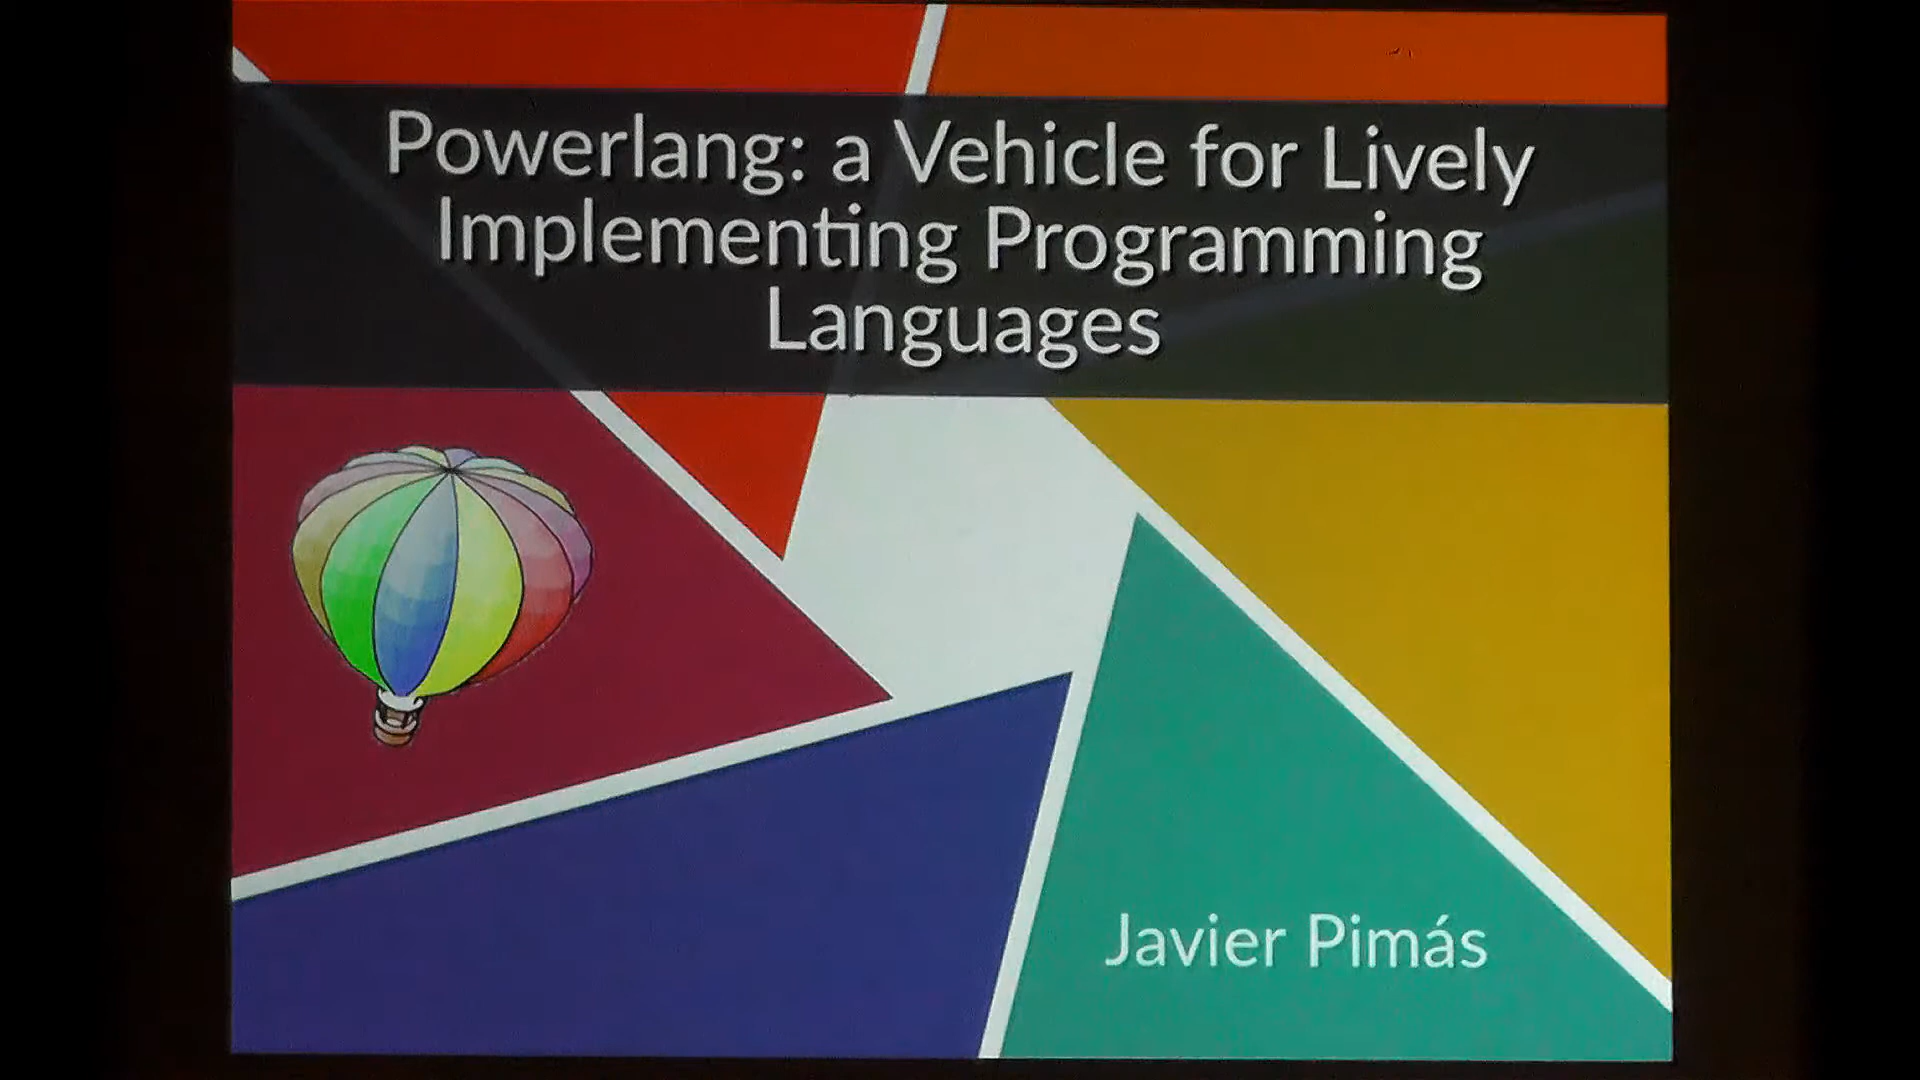 Powerlang: a Vehicle for Lively
Implementing Programming
Languages
Javier Pimás